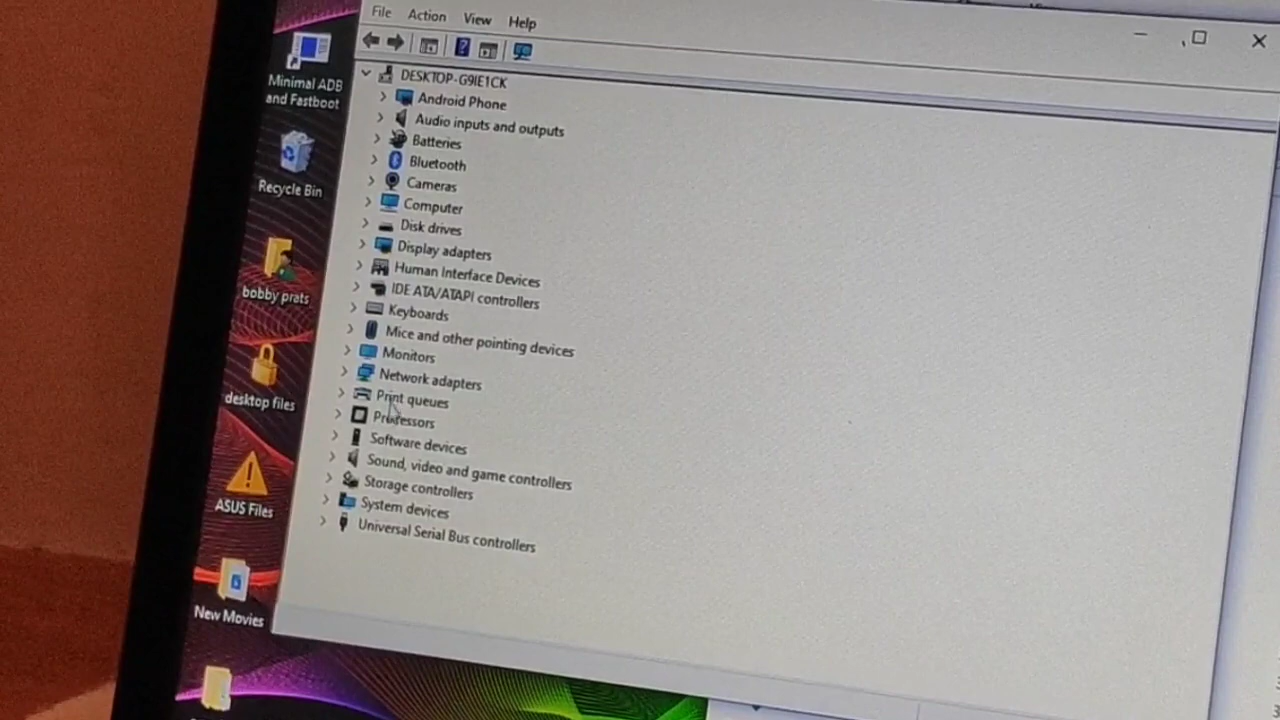 File Action View Help
DESKTOP-G9IE1CK
Android Phone
Audio inputs and outputs
Batteries
Bluetooth
Cameras
Computer
Disk drives
Display adapters
Human Interface Devices
IDE ATA/ATAPI controllers
Keyboards
Mice and other pointing devices
Monitors
Network adapters
Print queues
Processors
Software devices
Sound, video and game controllers
Storage controllers
System devices
Universal Serial Bus controllers
Minimal ADB
and Fastboot
Recycle Bin
bobby prats
desktop files
ASUS Files
New Movies